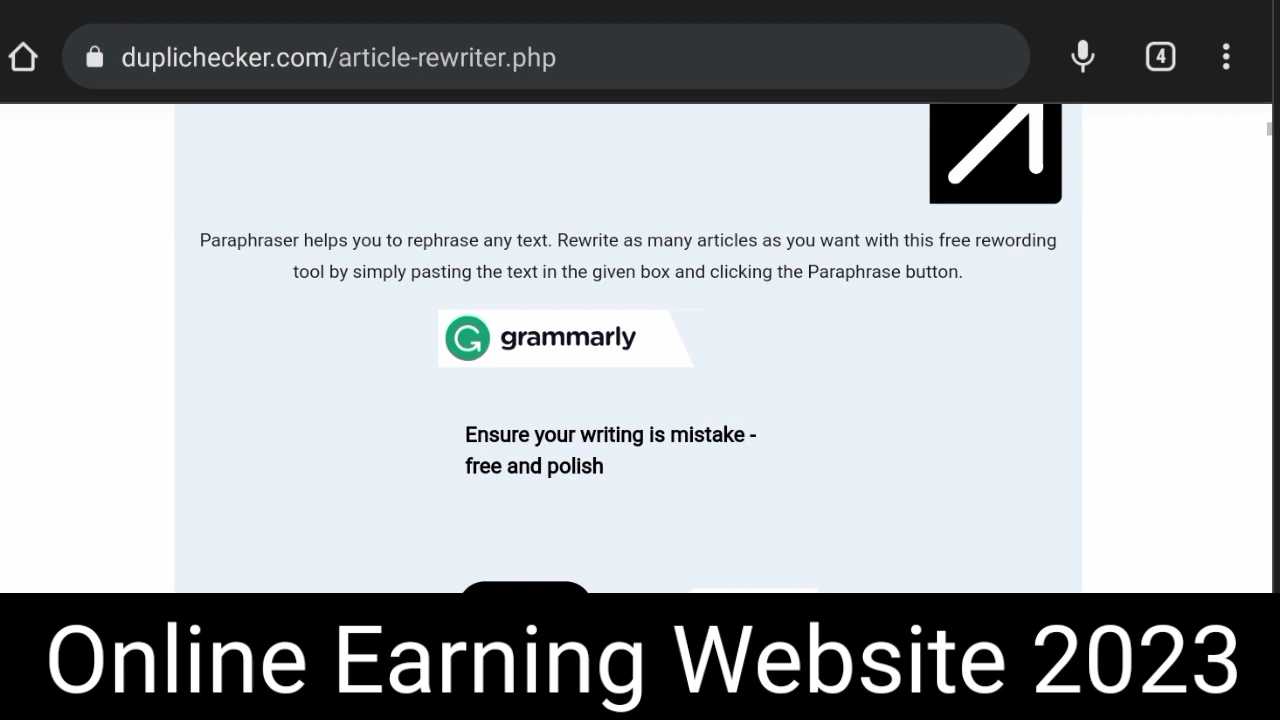 duplichecker.com/article-rewriter.php
4
Paraphraser helps you to rephrase any text. Rewrite as many articles as you want with this free rewording
tool by simply pasting the text in the given box and clicking the Paraphrase button.
grammarly
Ensure your writing is mistake -
free and polish
Online Earning Website 2023